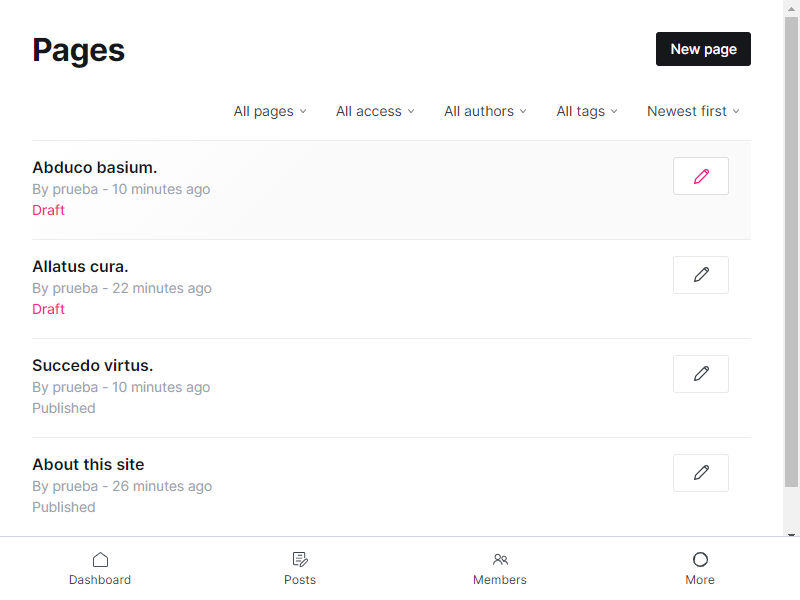 Pages
New page
All pages
All access
All authors
All tags
Newest first
Abduco basium.
By prueba - 10 minutes ago
Draft
Allatus cura.
By prueba - 22 minutes ago
Draft
Succedo virtus.
By prueba - 10 minutes ago
Published
About this site
By prueba - 26 minutes ago
Published
Dashboard
Posts
Members
More